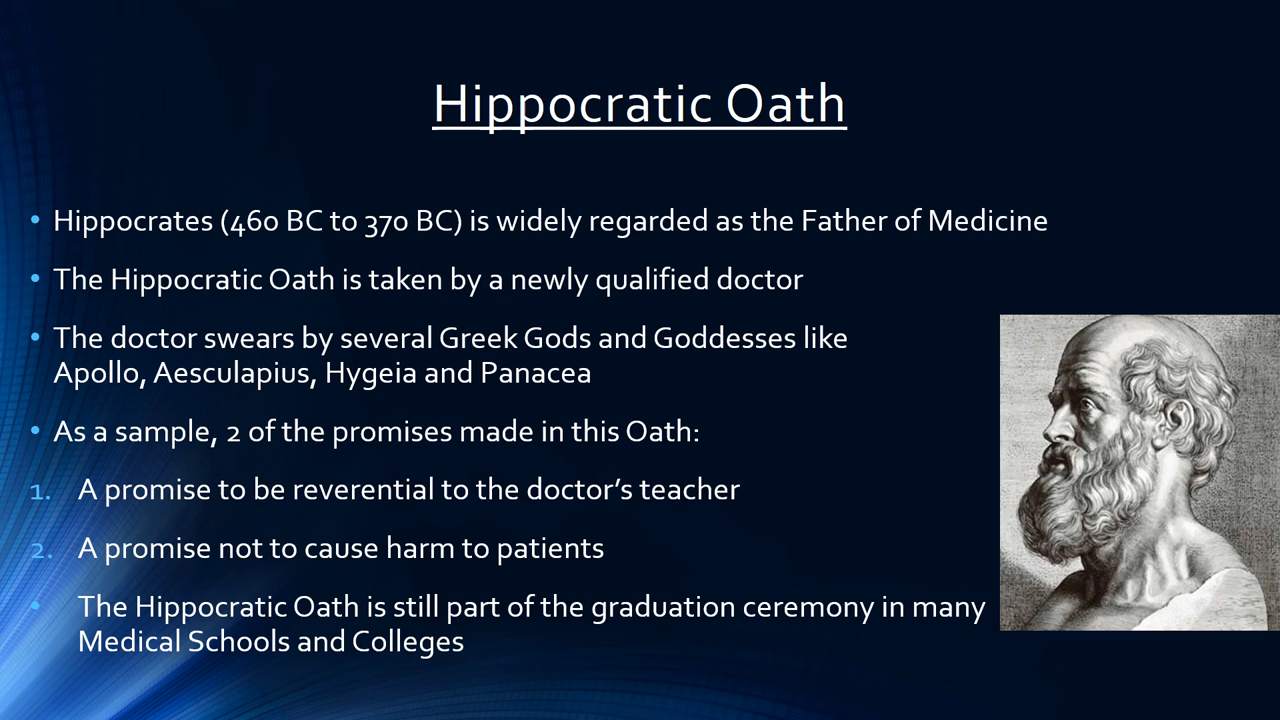 Hippocratic Oath
• Hippocrates (460 BC to 370 BC) is widely regarded as the Father of Medicine
• The Hippocratic Oath is taken by a newly qualified doctor
• The doctor swears by several Greek Gods and Goddesses like
Apollo, Aesculapius, Hygeia and Panacea
• As a sample, 2 of the promises made in this Oath:
1. A promise to be reverential to the doctor’s teacher
2. A promise not to cause harm to patients
• The Hippocratic Oath is still part of the graduation ceremony in many
Medical Schools and Colleges